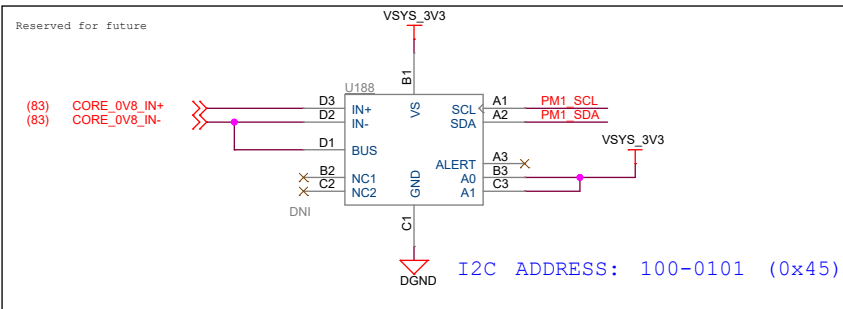 Reserved for future
VSYS_3V3
B1
U188
(83) CORE_0V8_IN+ D3 IN+ VS SCL A1 PM1_SCL
(83) CORE_0V8_IN- D2 IN- SDA A2 PM1_SDA
VSYS_3V3
D1 BUS
ALERT A3
B2 NC1 A0 B3
C2 NC2 GND A1 C3
DNI
C1
DGND
I2C ADDRESS: 100-0101 (0x45)